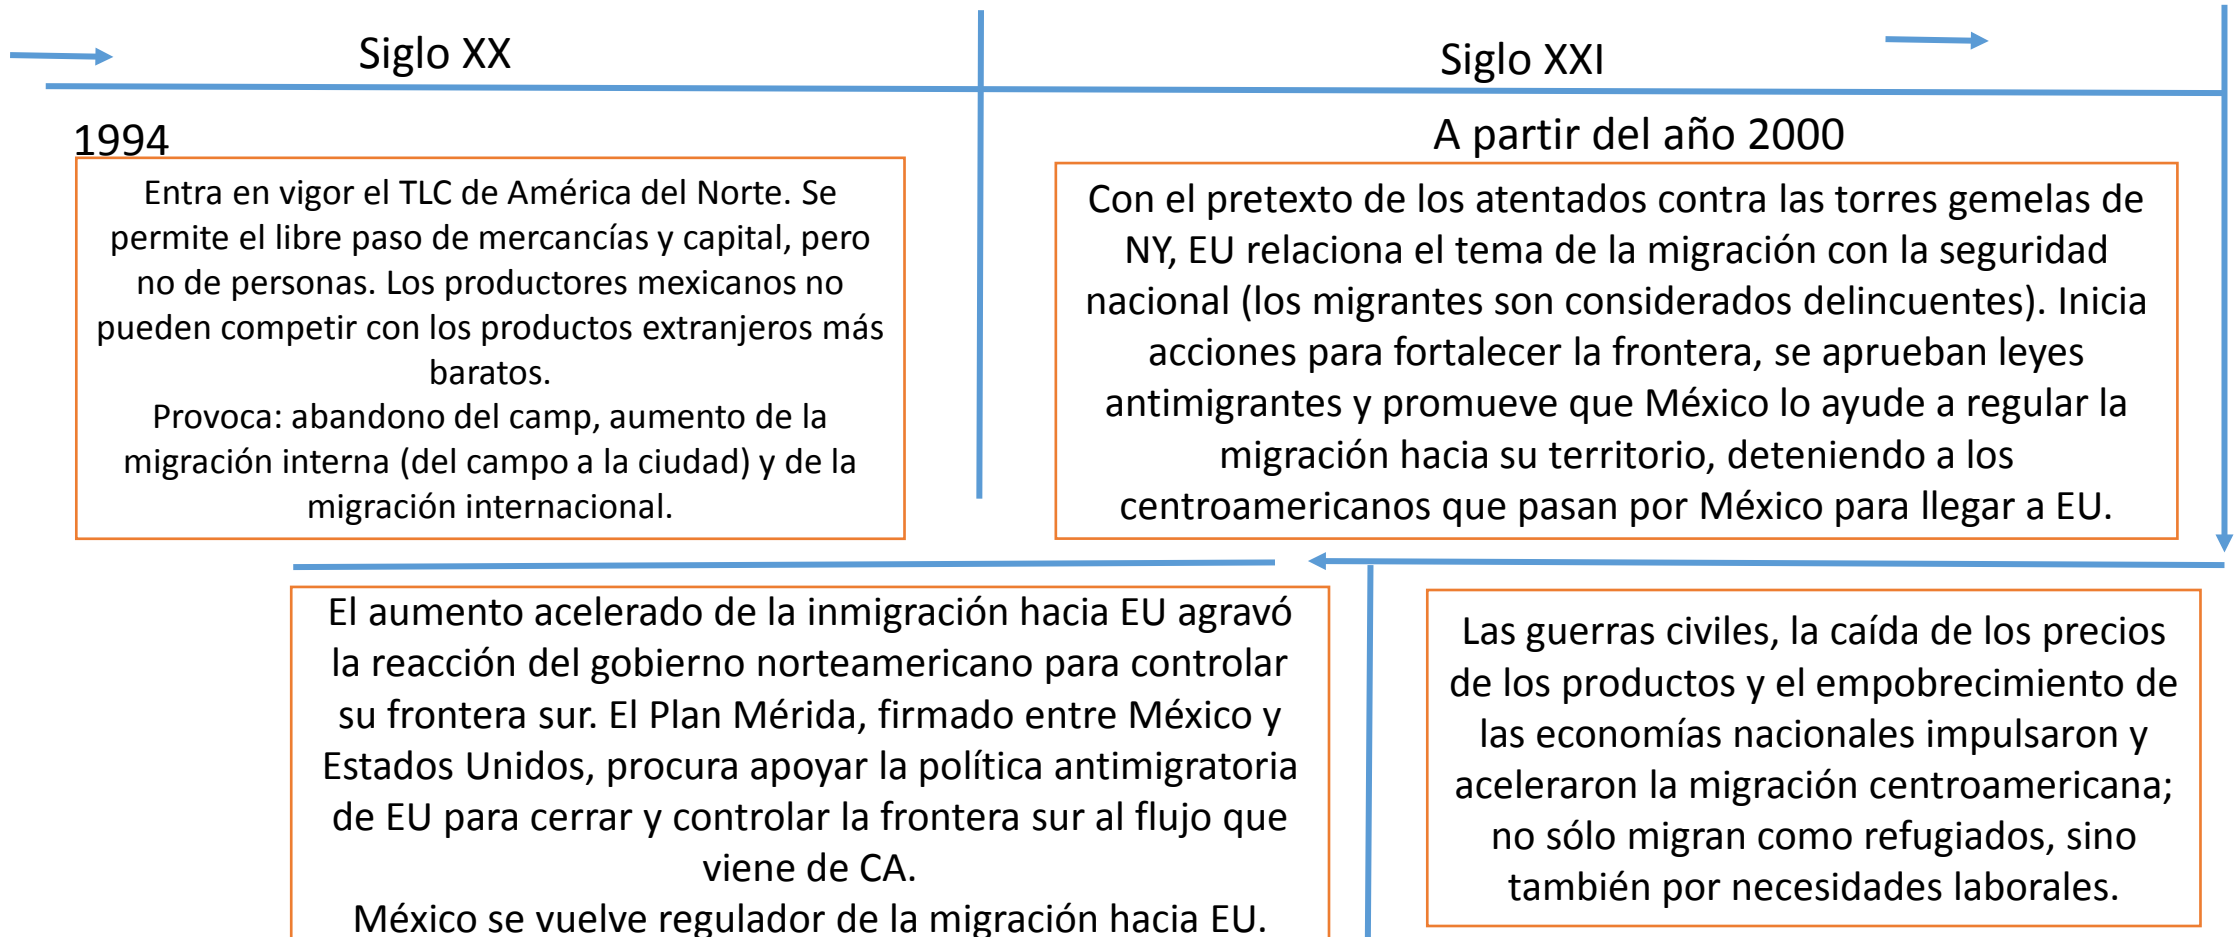 Siglo XX
Siglo XXI
1994
Entra en vigor el TLC de América del Norte. Se
permite el libre paso de mercancías y capital, pero
no de personas. Los productores mexicanos no
pueden competir con los productos extranjeros más
baratos.
Provoca: abandono del camp, aumento de la
migración interna (del campo a la ciudad) y de la
migración internacional.
A partir del año 2000
Con el pretexto de los atentados contra las torres gemelas de
NY, EU relaciona el tema de la migración con la seguridad
nacional (los migrantes son considerados delincuentes). Inicia
acciones para fortalecer la frontera, se aprueban leyes
antimigrantes y promueve que México lo ayude a regular la
migración hacia su territorio, deteniendo a los
centroamericanos que pasan por México para llegar a EU.
Las guerras civiles, la caída de los precios
de los productos y el empobrecimiento de
las economías nacionales impulsaron y
aceleraron la migración centroamericana;
no sólo migran como refugiados, sino
también por necesidades laborales.
El aumento acelerado de la inmigración hacia EU agravó
la reacción del gobierno norteamericano para controlar
su frontera sur. El Plan Mérida, firmado entre México y
Estados Unidos, procura apoyar la política antimigratoria
de EU para cerrar y controlar la frontera sur al flujo que
viene de CA.
México se vuelve regulador de la migración hacia EU.